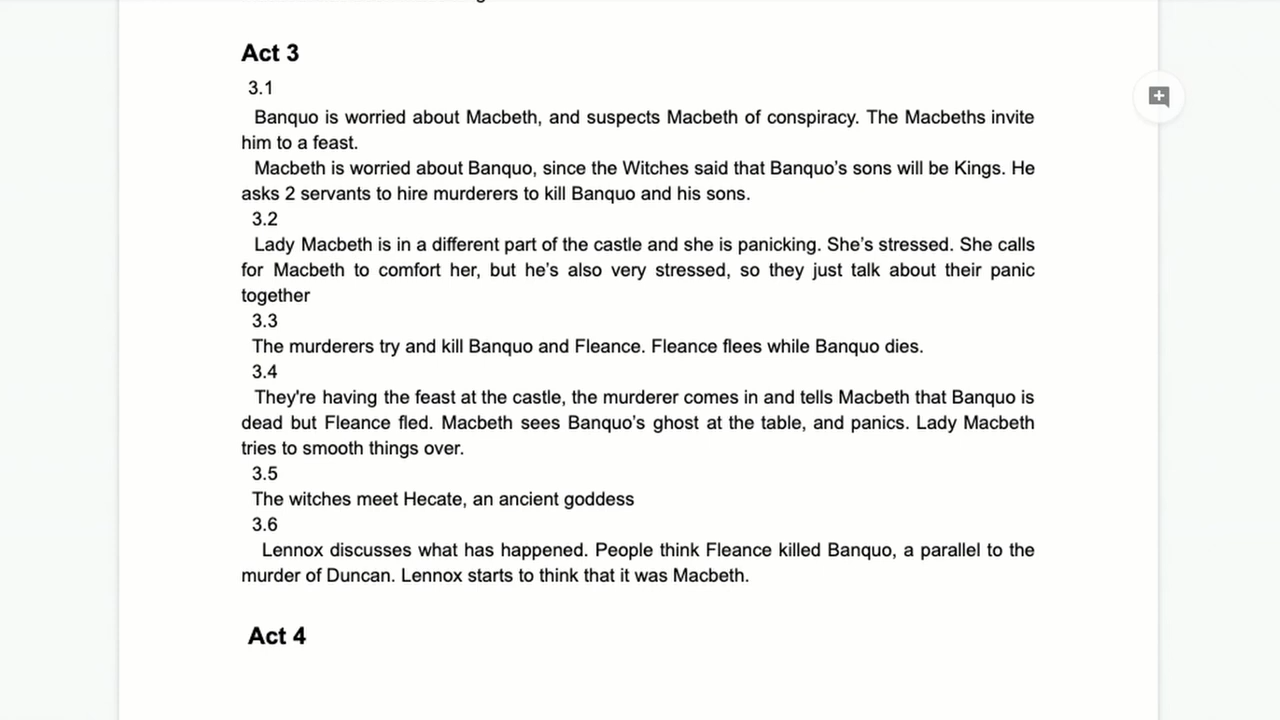 Act 3
3.1
Banquo is worried about Macbeth, and suspects Macbeth of conspiracy. The Macbeths invite
him to a feast.
Macbeth is worried about Banquo, since the Witches said that Banquo’s sons will be Kings. He
asks 2 servants to hire murderers to kill Banquo and his sons.
3.2
Lady Macbeth is in a different part of the castle and she is panicking. She’s stressed. She calls
for Macbeth to comfort her, but he’s also very stressed, so they just talk about their panic
together
3.3
The murderers try and kill Banquo and Fleance. Fleance flees while Banquo dies.
3.4
They're having the feast at the castle, the murderer comes in and tells Macbeth that Banquo is
dead but Fleance fled. Macbeth sees Banquo’s ghost at the table, and panics. Lady Macbeth
tries to smooth things over.
3.5
The witches meet Hecate, an ancient goddess
3.6
Lennox discusses what has happened. People think Fleance killed Banquo, a parallel to the
murder of Duncan. Lennox starts to think that it was Macbeth.
Act 4